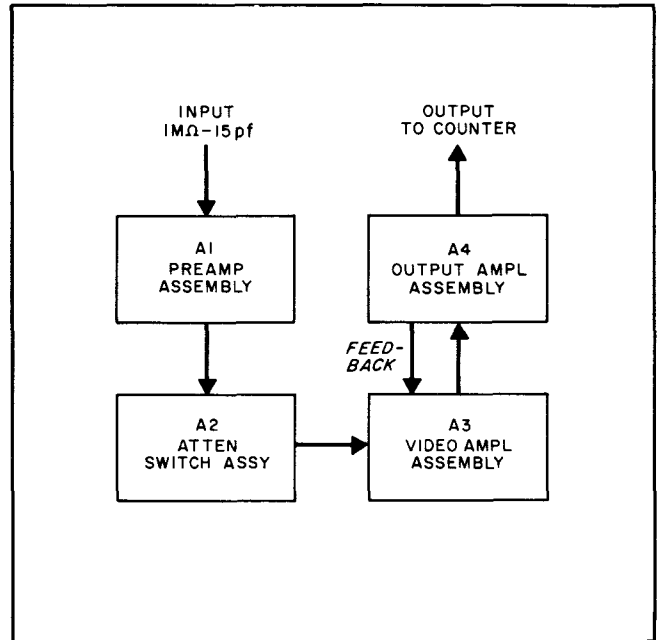 INPUT
1MΩ-15pf
A1
PREAMP
ASSEMBLY
A2
ATTEN
SWITCH ASSY
OUTPUT
TO COUNTER
A4
OUTPUT AMPL
ASSEMBLY
FEED-
BACK
A3
VIDEO AMPL
ASSEMBLY